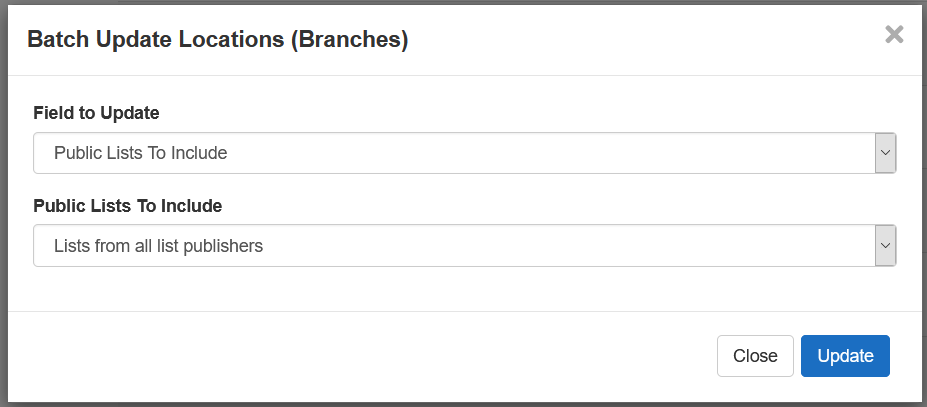 Batch Update Locations (Branches)
Field to Update
Public Lists To Include
Public Lists To Include
Lists from all list publishers
Close
Update